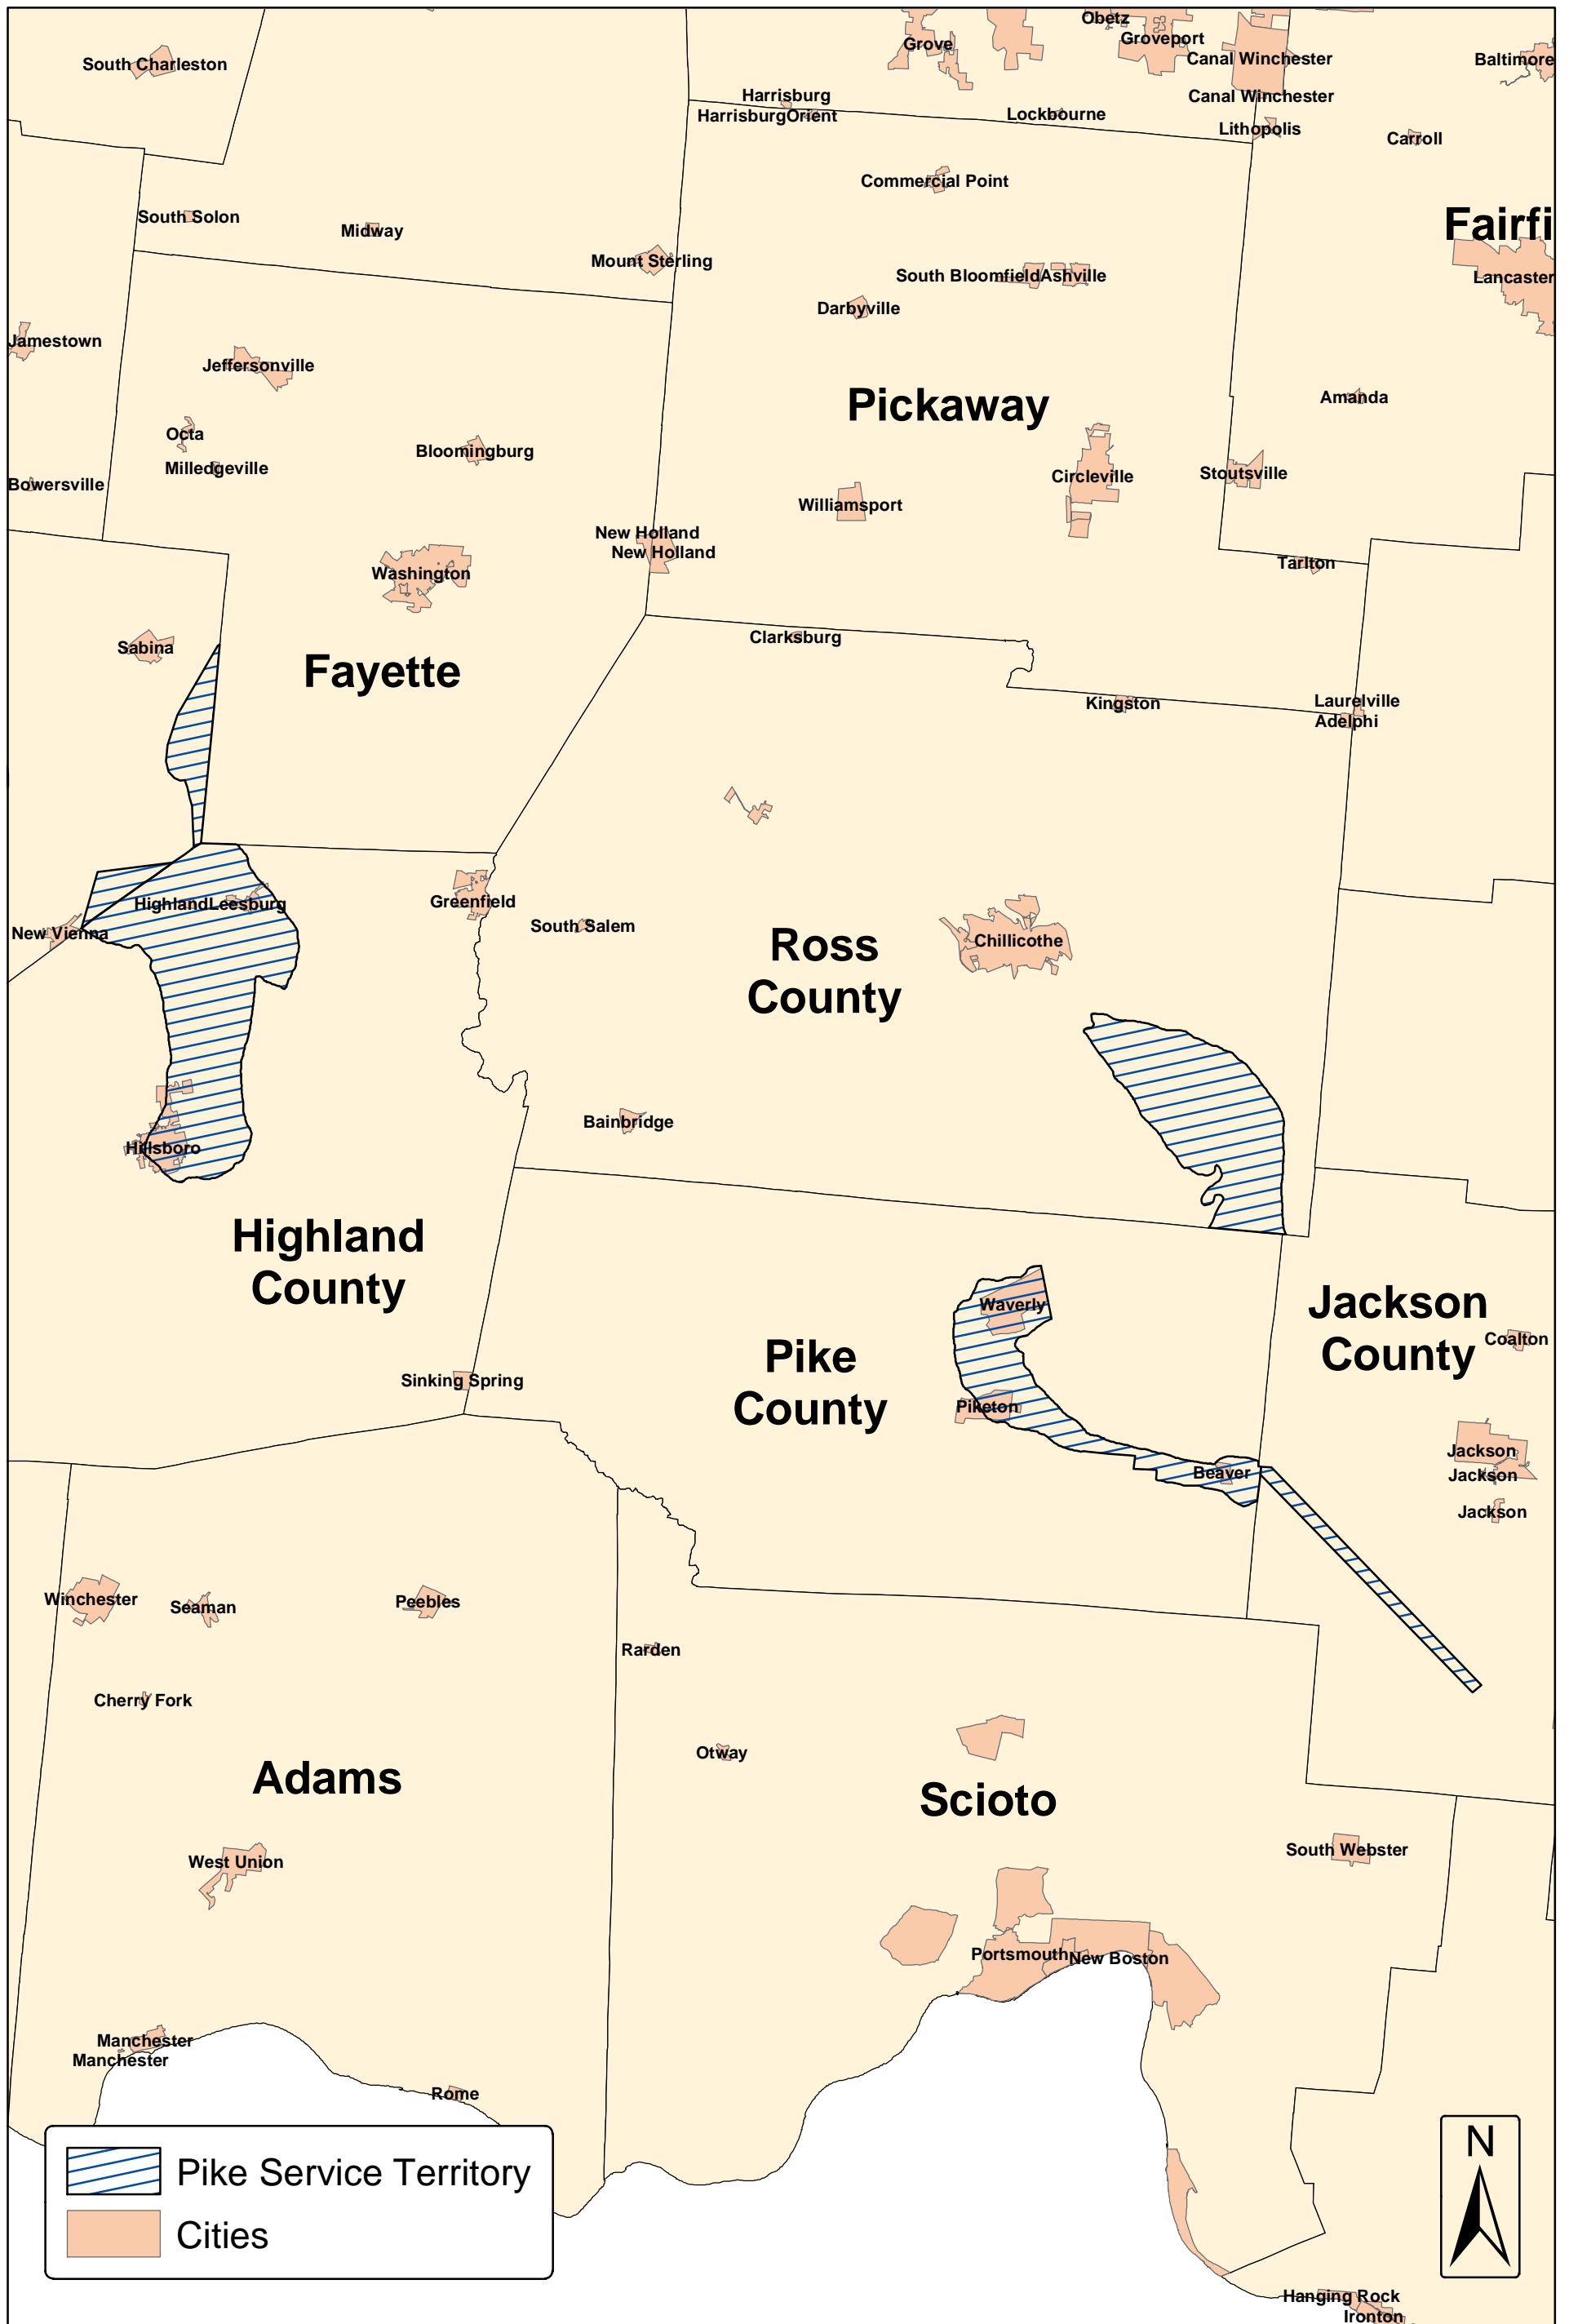 Obetz
Grove
Groveport
South Charleston
Canal Winchester
Baltimore
Harrisburg
Canal Winchester
HarrisburgOrient
Lockbourne
Lithopolis
Carroll
Commercial Point
South Solon
Midway
Fairfi
Mount Sterling
South BloomfieldAshville
Lancaster
Darbyville
Jamestown
Jeffersonville
Pickaway
Amanda
Octa
Bloomingburg
Milledgeville
Circleville
Stoutsville
Bowersville
Williamsport
New Holland
New Holland
Tarlton
Washington
Clarksburg
Sabina
Fayette
Kingston
Laurelville
Adelphi
HighlandLeesburg
Greenfield
New Vienna
South Salem
Ross
County
Chillicothe
Bainbridge
Hillsboro
Highland
County
Waverly
Jackson
County
Coalton
Pike
County
Sinking Spring
Piketon
Jackson
Beaver
Jackson
Jackson
Winchester
Seaman
Peebles
Rarden
Cherry Fork
Otway
Adams
Scioto
South Webster
West Union
Portsmouth
New Boston
Manchester
Manchester
Rome
Pike Service Territory
Cities
N
Hanging Rock
Ironton